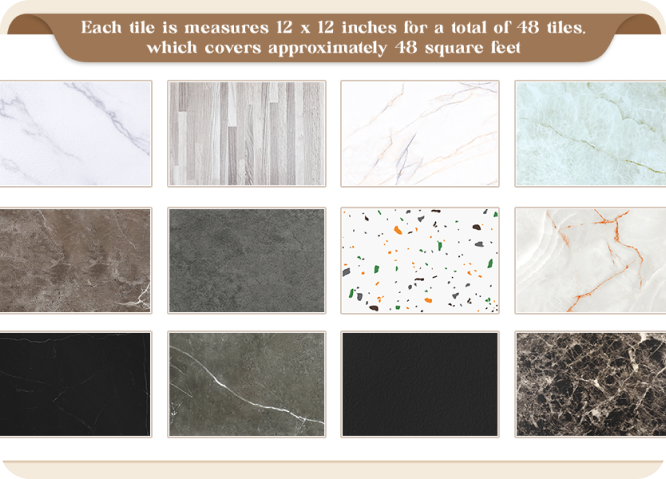 Each tile is measures 12 x 12 inches for a total of 48 tiles.
which covers approximately 48 square feet